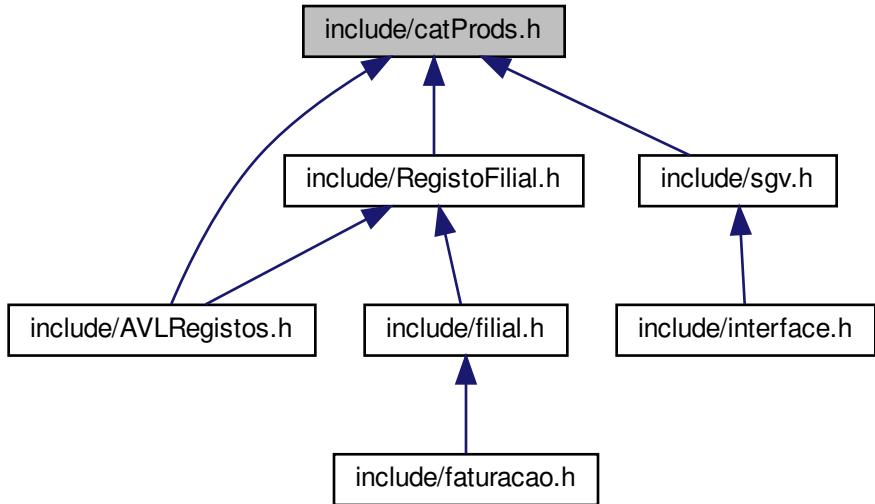 include/catProds.h
include/RegistoFilial.h
include/sgv.h
include/AVLRegistos.h
include/filial.h
include/interface.h
include/faturacao.h